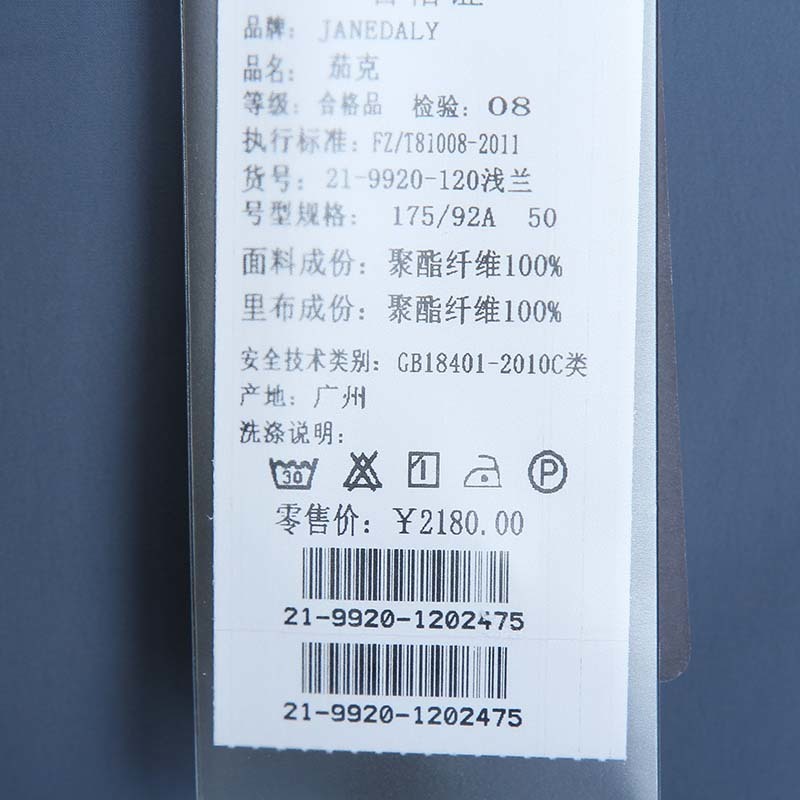 合格证
品牌: JANEDALY
品名: 茄克
等级: 合格品 检验: 08
执行标准: FZ/T81008-2011
货号: 21-9920-120浅兰
号型规格: 175/92A 50
面料成份: 聚酯纤维100%
里布成份: 聚酯纤维100%
安全技术类别: GB18401-2010C类
产地: 广州
洗涤说明:
30 1 P
零售价: ¥2180.00
21-9920-1202475
21-9920-1202475